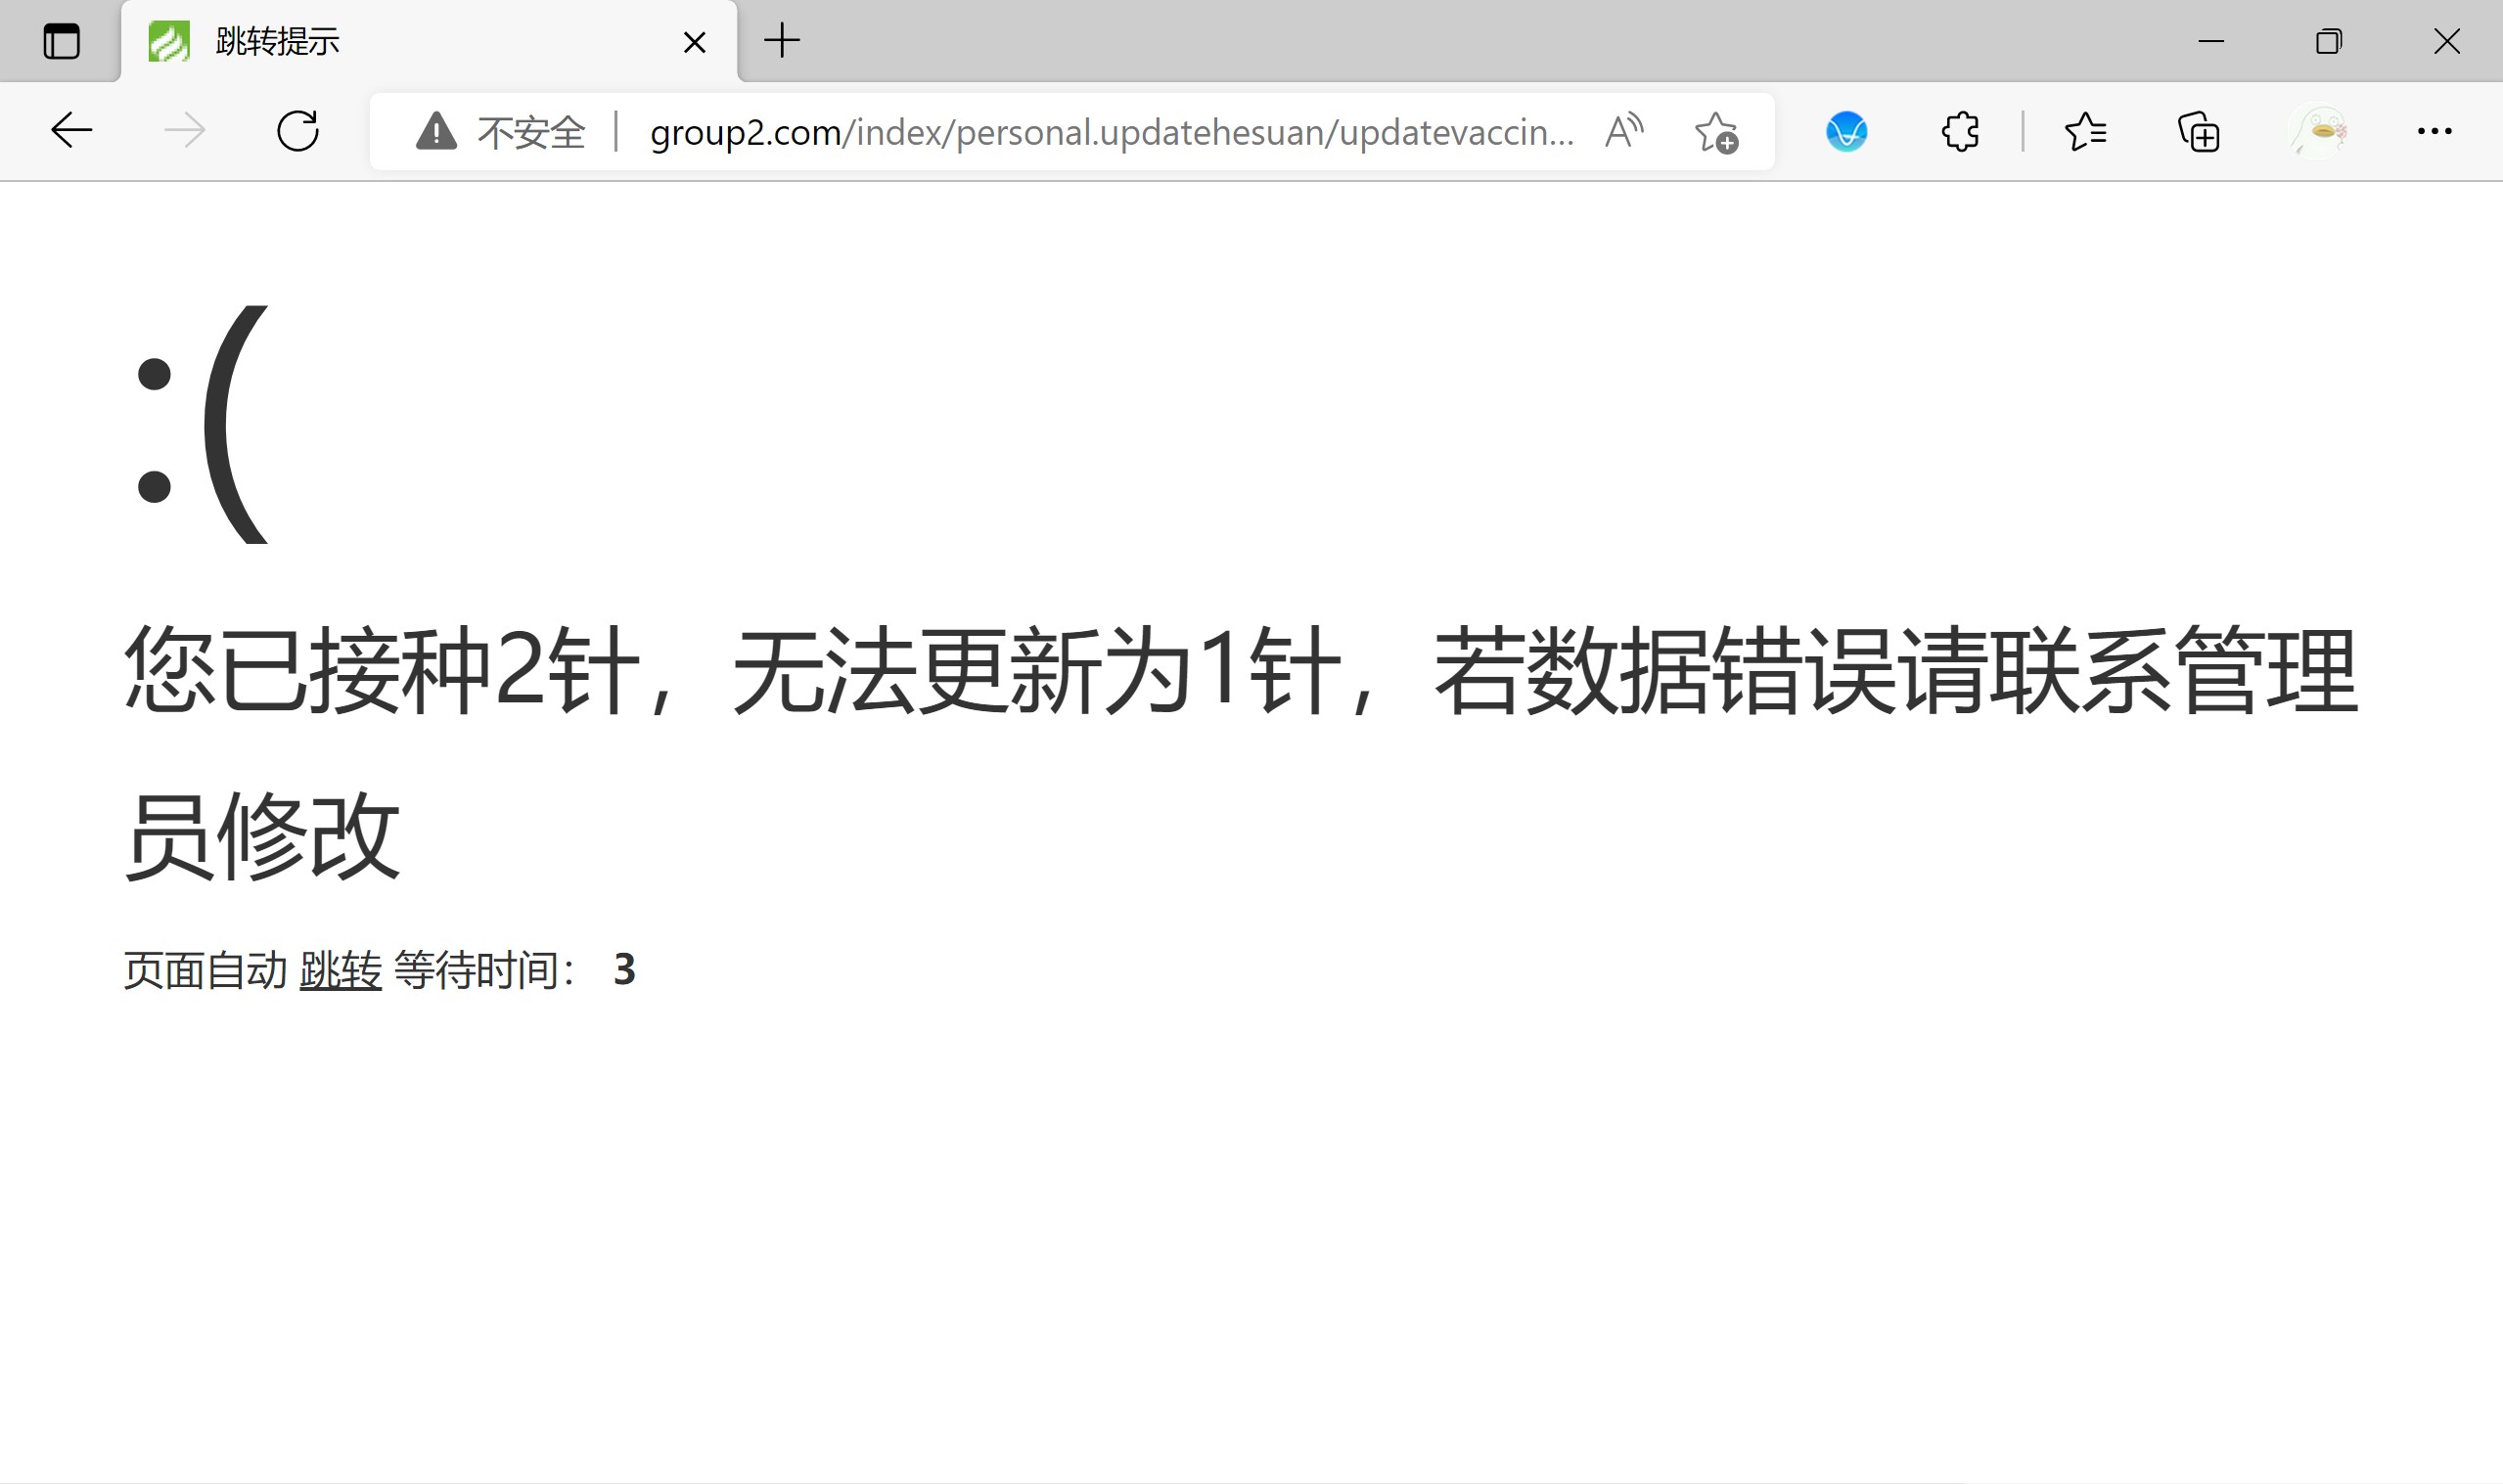 跳转提示
不安全 | group2.com/index/personal.updatehesuan/updatevaccin...
:(
您已接种2针，无法更新为1针，若数据错误请联系管理
员修改
页面自动 跳转 等待时间： 3